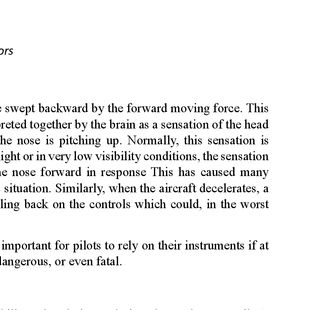 ors
swept backward by the forward moving force. This
reted together by the brain as a sensation of the head
he nose is pitching up. Normally, this sensation is
ight or in very low visibility conditions, the sensation
e nose forward in response This has caused many
situation. Similarly, when the aircraft decelerates, a
ling back on the controls which could, in the worst
important for pilots to rely on their instruments if at
dangerous, or even fatal.